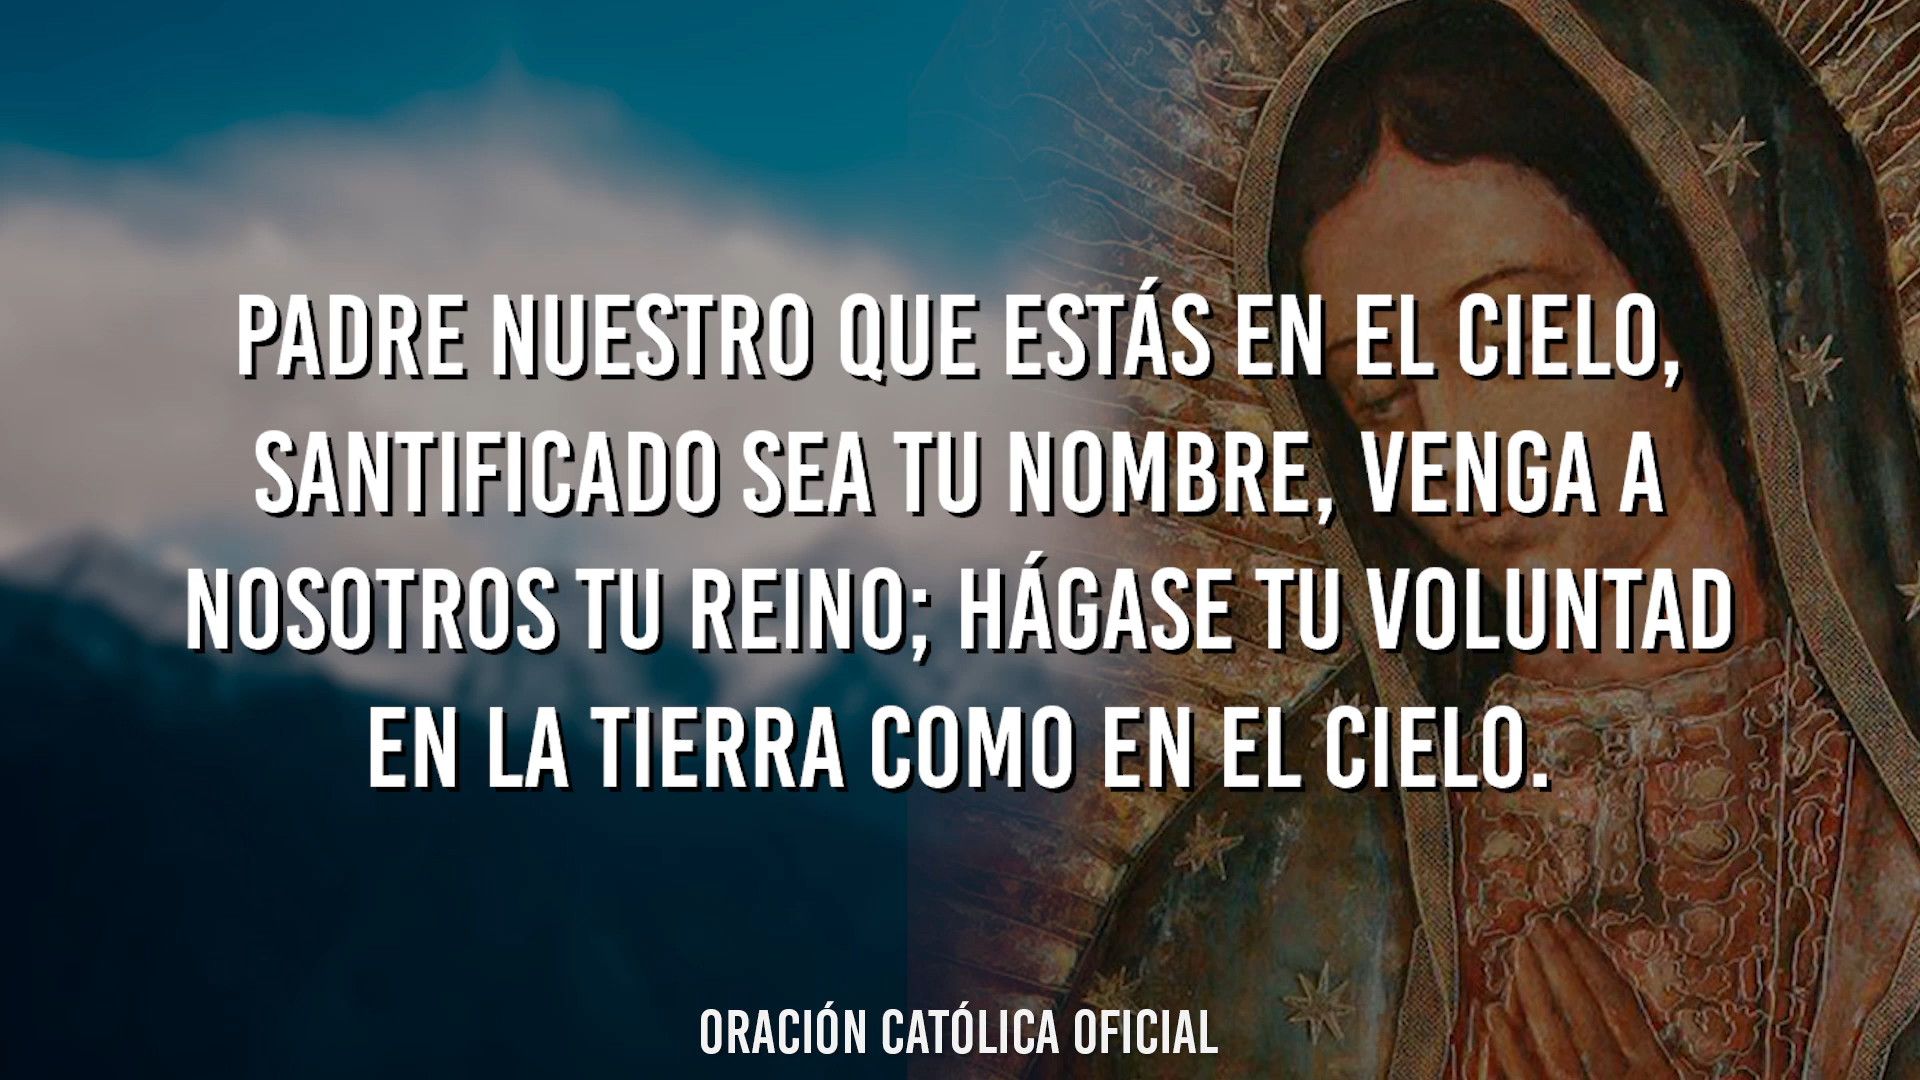 PADRE NUESTRO QUE ESTÁS EN EL CIELO,
SANTIFICADO SEA TU NOMBRE, VENGA A
NOSOTROS TU REINO; HÁGASE TU VOLUNTAD
EN LA TIERRA COMO EN EL CIELO.
ORACIÓN CATÓLICA OFICIAL